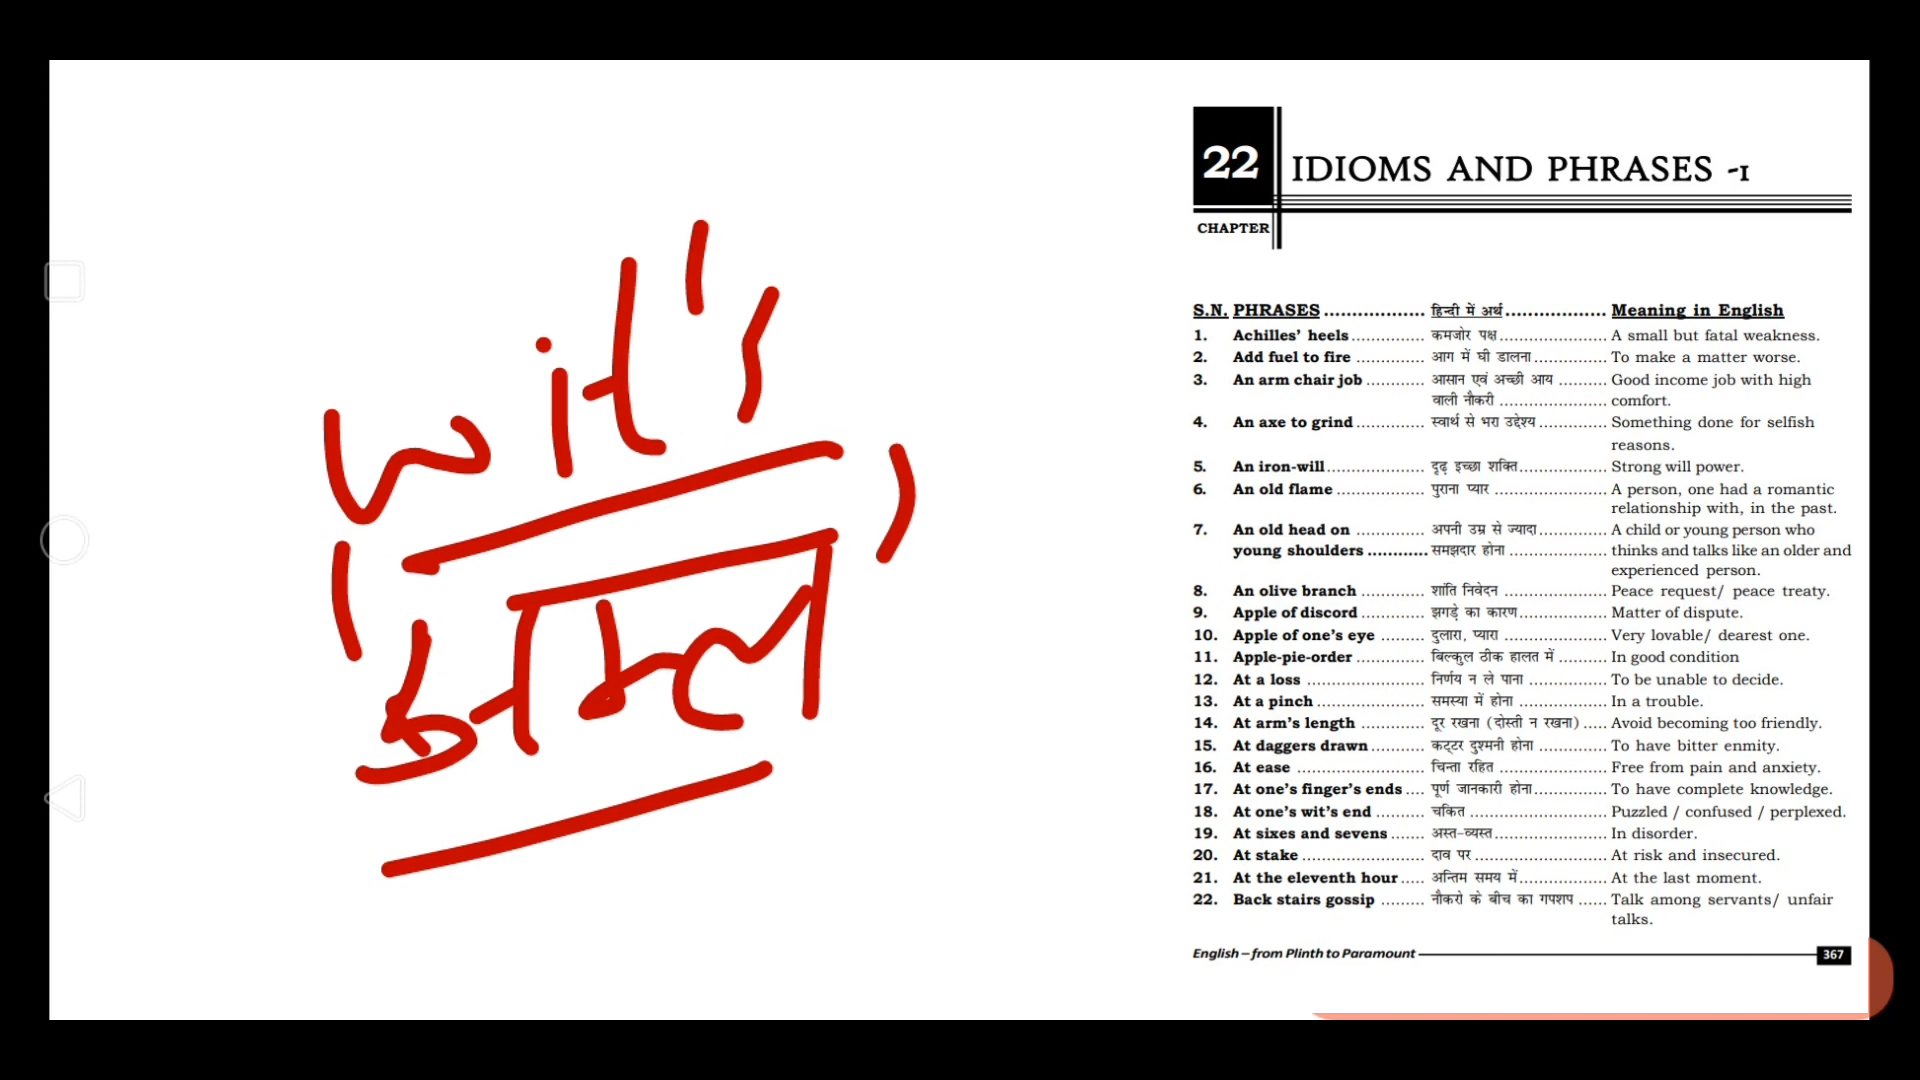 wit's
(अक्ल)
22
IDIOMS AND PHRASES -I
CHAPTER
S.N. PHRASES .................. हिन्दी में अर्थ .................. Meaning in English
1. Achilles' heels ............... कमजोर पक्ष ...................... A small but fatal weakness.
2. Add fuel to fire .............. आग में घी डालना ............... To make a matter worse.
3. An arm chair job ............ आसान एवं अच्छी आय .......... Good income job with high
वाली नौकरी ...................... comfort.
4. An axe to grind .............. स्वार्थ से भरा उद्देश्य .............. Something done for selfish
reasons.
5. An iron-will .................... दृढ़ इच्छा शक्ति .................. Strong will power.
6. An old flame .................. पुराना प्यार ....................... A person, one had a romantic
relationship with, in the past.
7. An old head on .............. अपनी उम्र से ज्यादा .............. A child or young person who
young shoulders ............ समझदार होना .................... thinks and talks like an older and
experienced person.
8. An olive branch .............. शांति निवेदन ...................... Peace request/ peace treaty.
9. Apple of discord ............. झगड़े का कारण .................. Matter of dispute.
10. Apple of one's eye ......... दुलारा, प्यारा ...................... Very lovable/ dearest one.
11. Apple-pie-order .............. बिल्कुल ठीक हालत में .......... In good condition
12. At a loss ........................ निर्णय न ले पाना ............... To be unable to decide.
13. At a pinch ...................... समस्या में होना ................... In a trouble.
14. At arm's length ............. दूर रखना (दोस्ती न रखना) ..... Avoid becoming too friendly.
15. At daggers drawn ........... कट्टर दुश्मनी होना .............. To have bitter enmity.
16. At ease .......................... चिन्ता रहित ...................... Free from pain and anxiety.
17. At one's finger's ends .... पूर्ण जानकारी होना ............... To have complete knowledge.
18. At one's wit's end .......... चकित ............................ Puzzled / confused / perplexed.
19. At sixes and sevens ....... अस्त-व्यस्त ....................... In disorder.
20. At stake ......................... दाव पर ........................... At risk and insecured.
21. At the eleventh hour ..... अन्तिम समय में .................. At the last moment.
22. Back stairs gossip ......... नौकरो के बीच का गपशप ...... Talk among servants/ unfair
talks.
English – from Plinth to Paramount
367